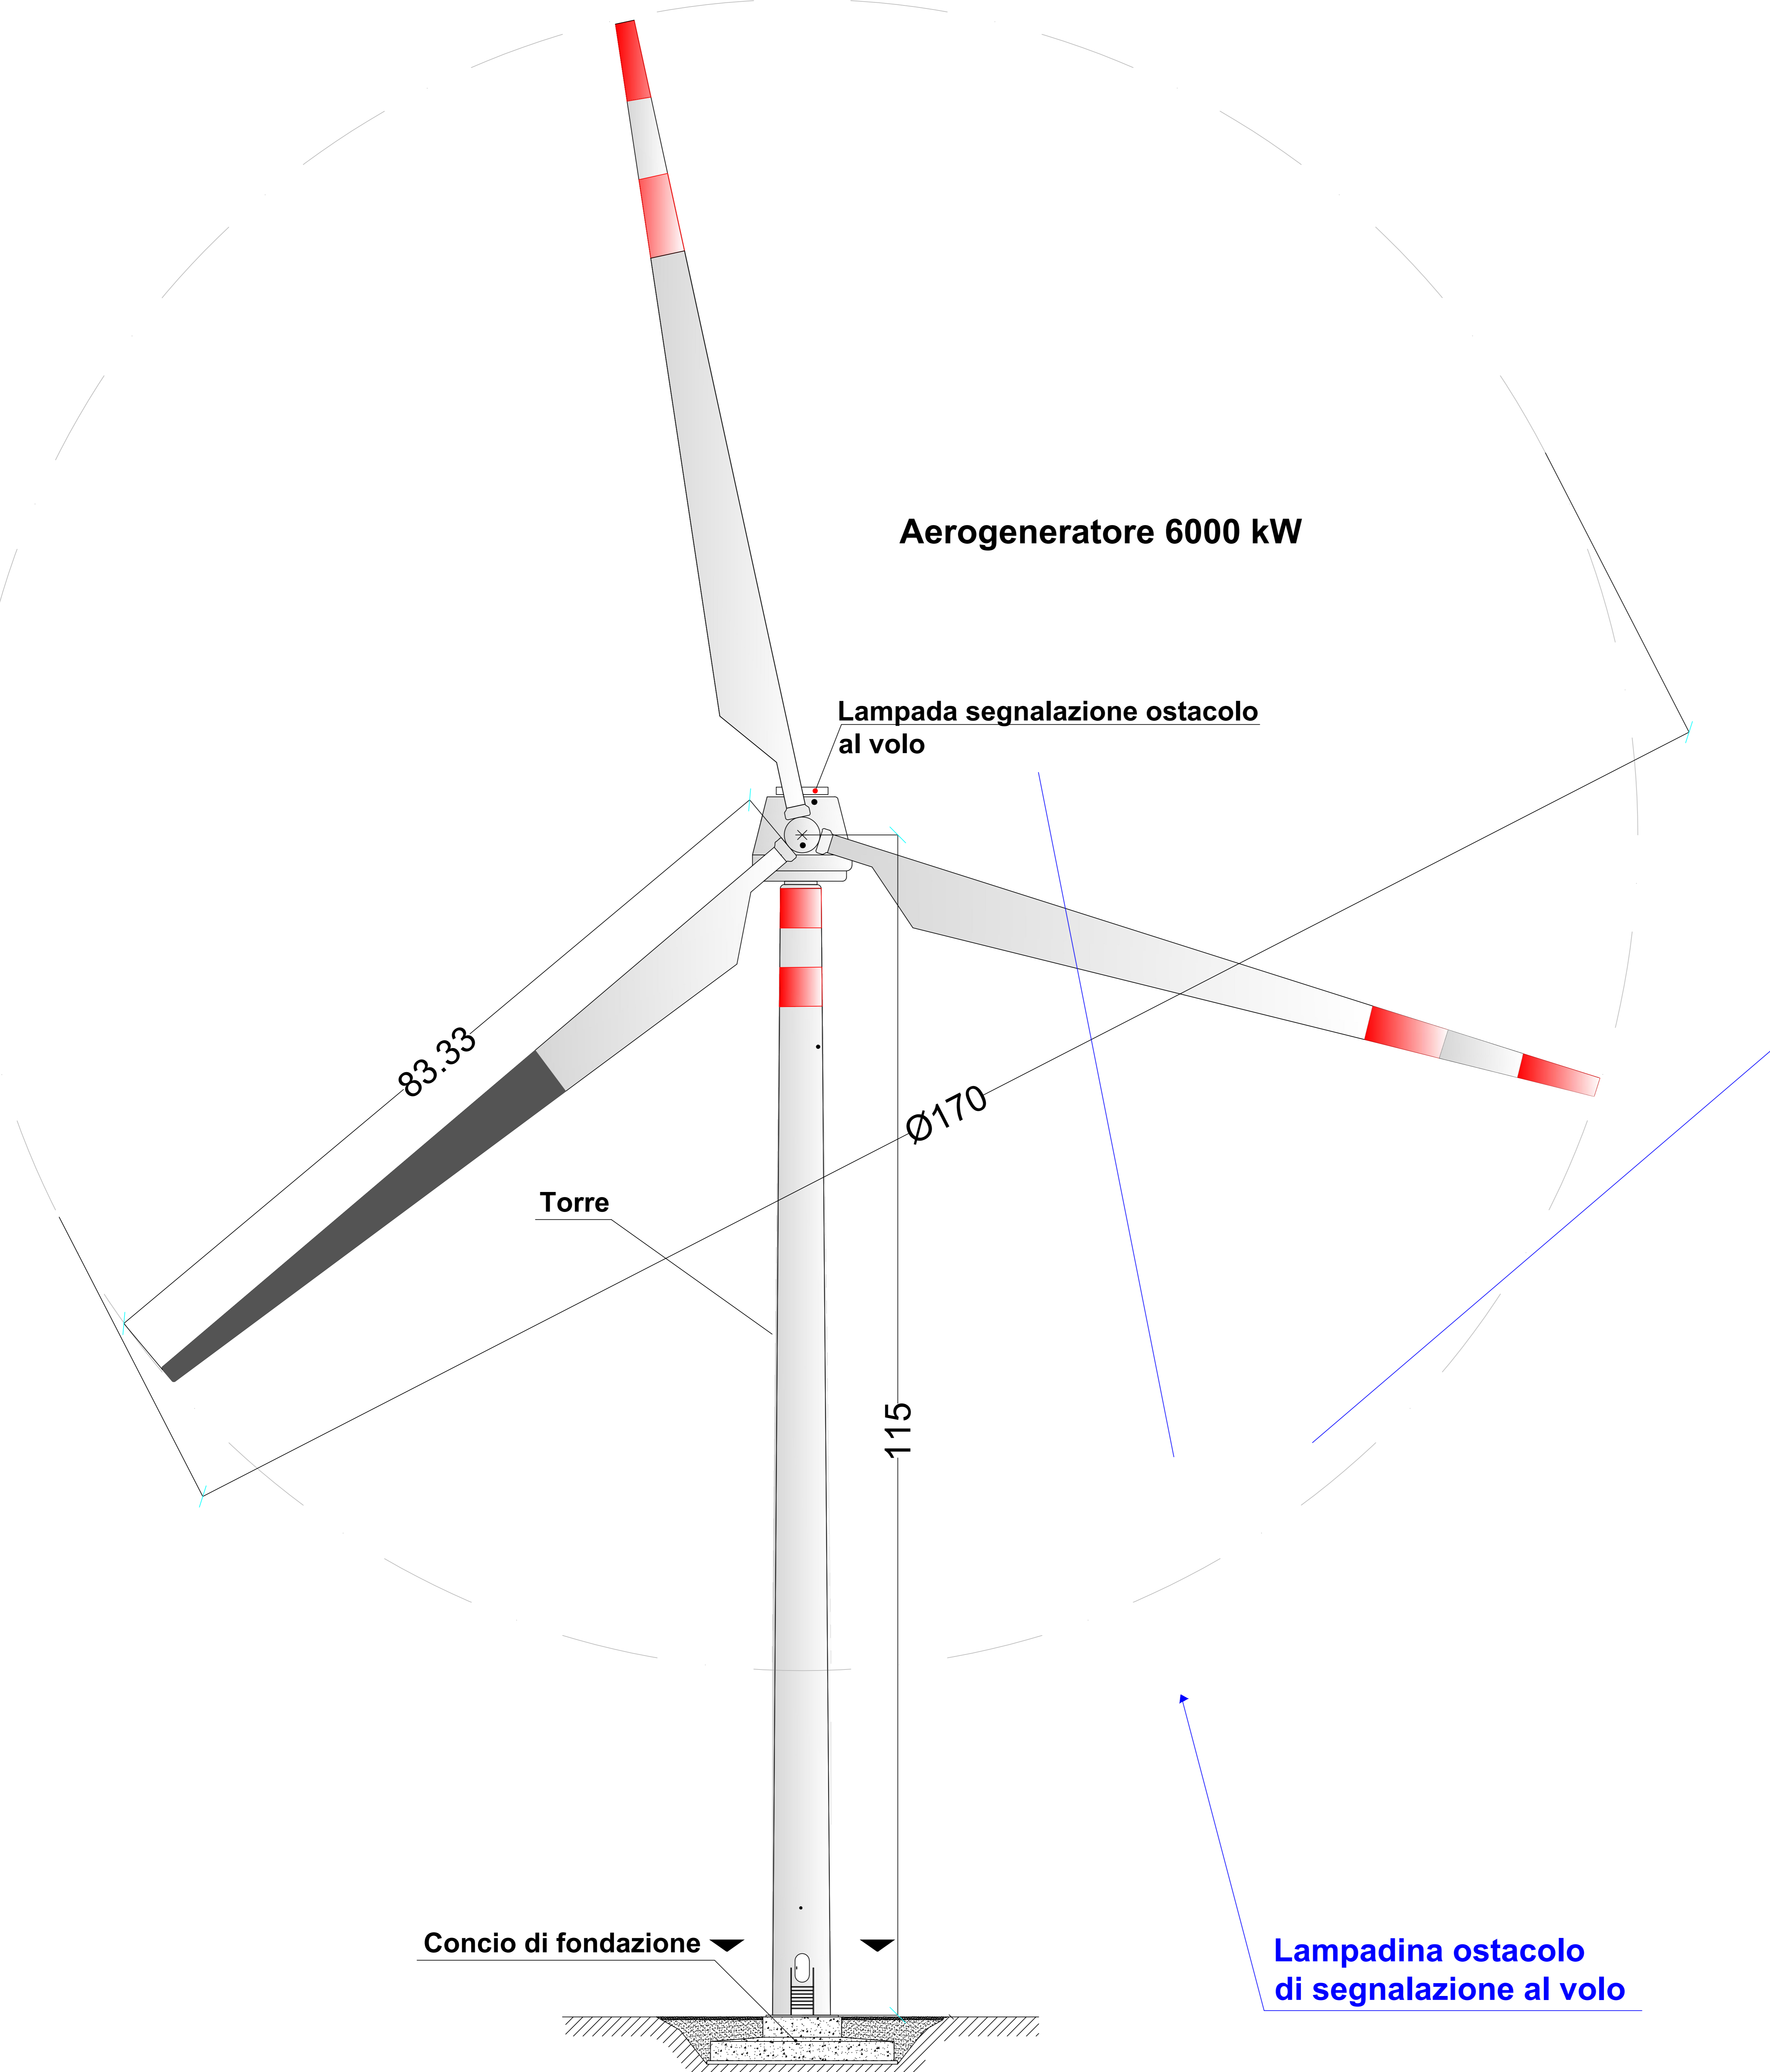 Aerogeneratore 6000 kW
Lampada segnalazione ostacolo
al volo
83.33
Ø170
Torre
115
Concio di fondazione
Lampadina ostacolo
di segnalazione al volo